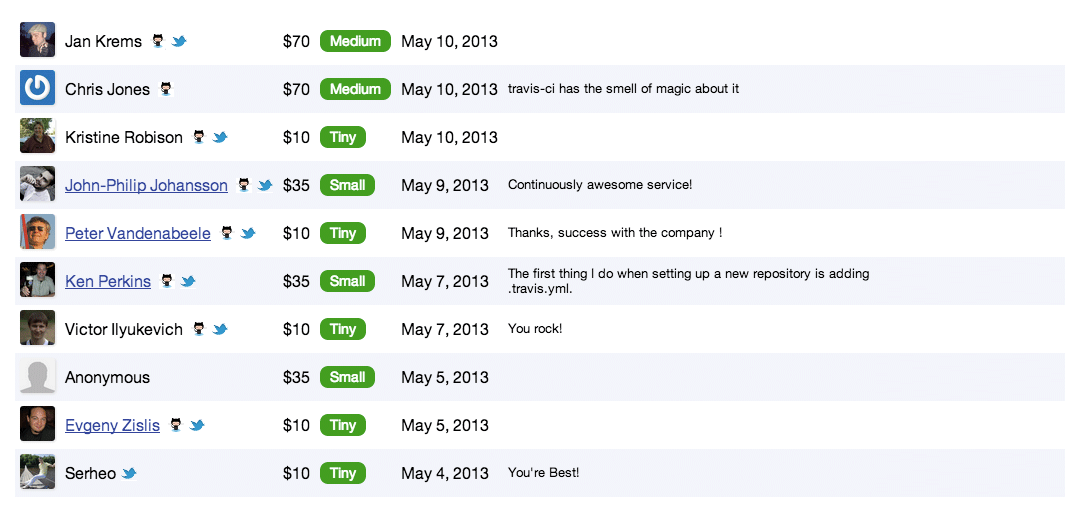 Jan Krems $70 Medium May 10, 2013
Chris Jones $70 Medium May 10, 2013 travis-ci has the smell of magic about it
Kristine Robison $10 Tiny May 10, 2013
John-Philip Johansson $35 Small May 9, 2013 Continuously awesome service!
Peter Vandenabeele $10 Tiny May 9, 2013 Thanks, success with the company !
Ken Perkins $35 Small May 7, 2013 The first thing I do when setting up a new repository is adding
.travis.yml.
Victor Ilyukevich $10 Tiny May 7, 2013 You rock!
Anonymous $35 Small May 5, 2013
Evgeny Zislis $10 Tiny May 5, 2013
Serheo $10 Tiny May 4, 2013 You're Best!